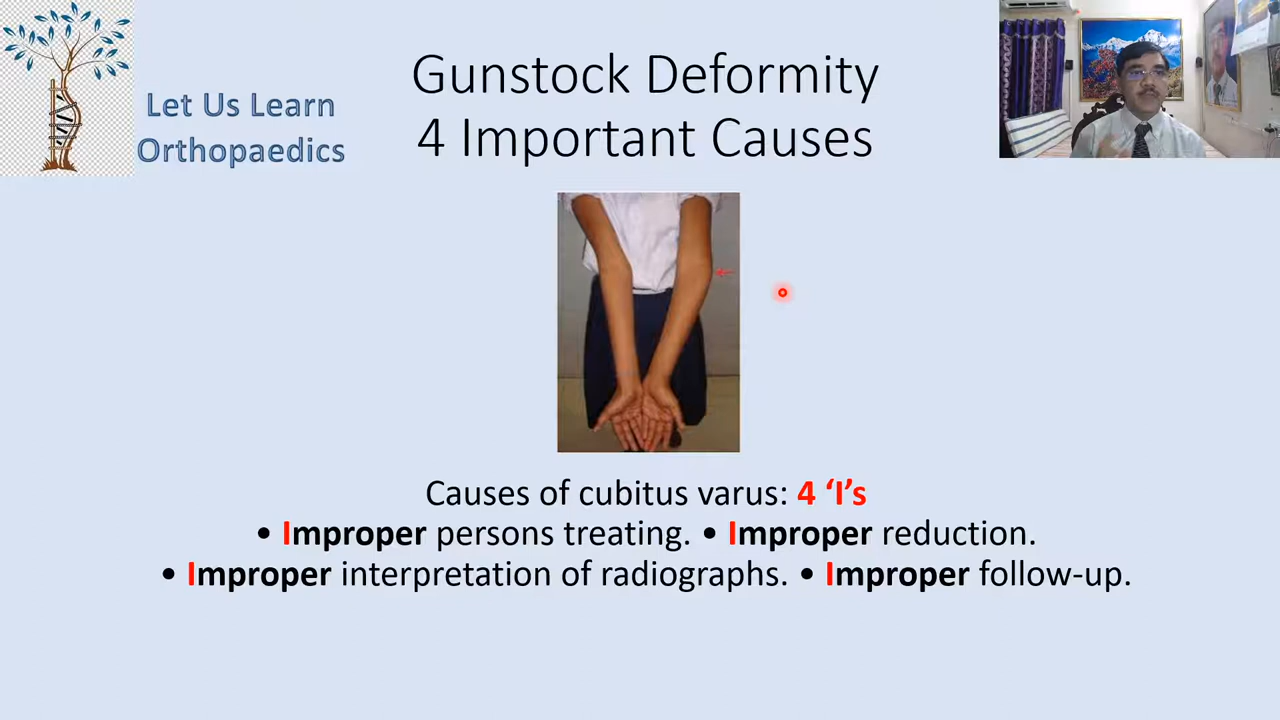 Let Us Learn
Orthopaedics
Gunstock Deformity
4 Important Causes
Causes of cubitus varus: 4 ‘I’s
• Improper persons treating. • Improper reduction.
• Improper interpretation of radiographs. • Improper follow-up.